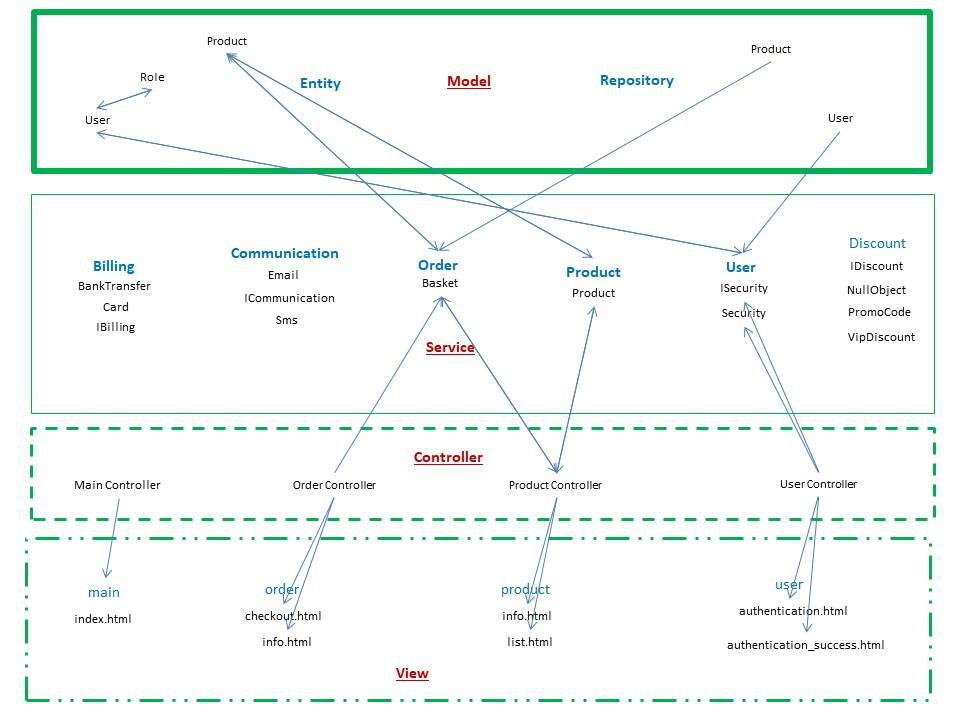 Product
Product
Role
Entity
Model
Repository
User
User
Billing
BankTransfer
Card
IBilling
Communication
Email
ICommunication
Sms
Order
Basket
Product
Product
User
ISecurity
Security
Discount
IDiscount
NullObject
PromoCode
VipDiscount
Service
Controller
Main Controller
Order Controller
Product Controller
User Controller
main
index.html
order
checkout.html
info.html
product
info.html
list.html
user
authentication.html
authentication_success.html
View